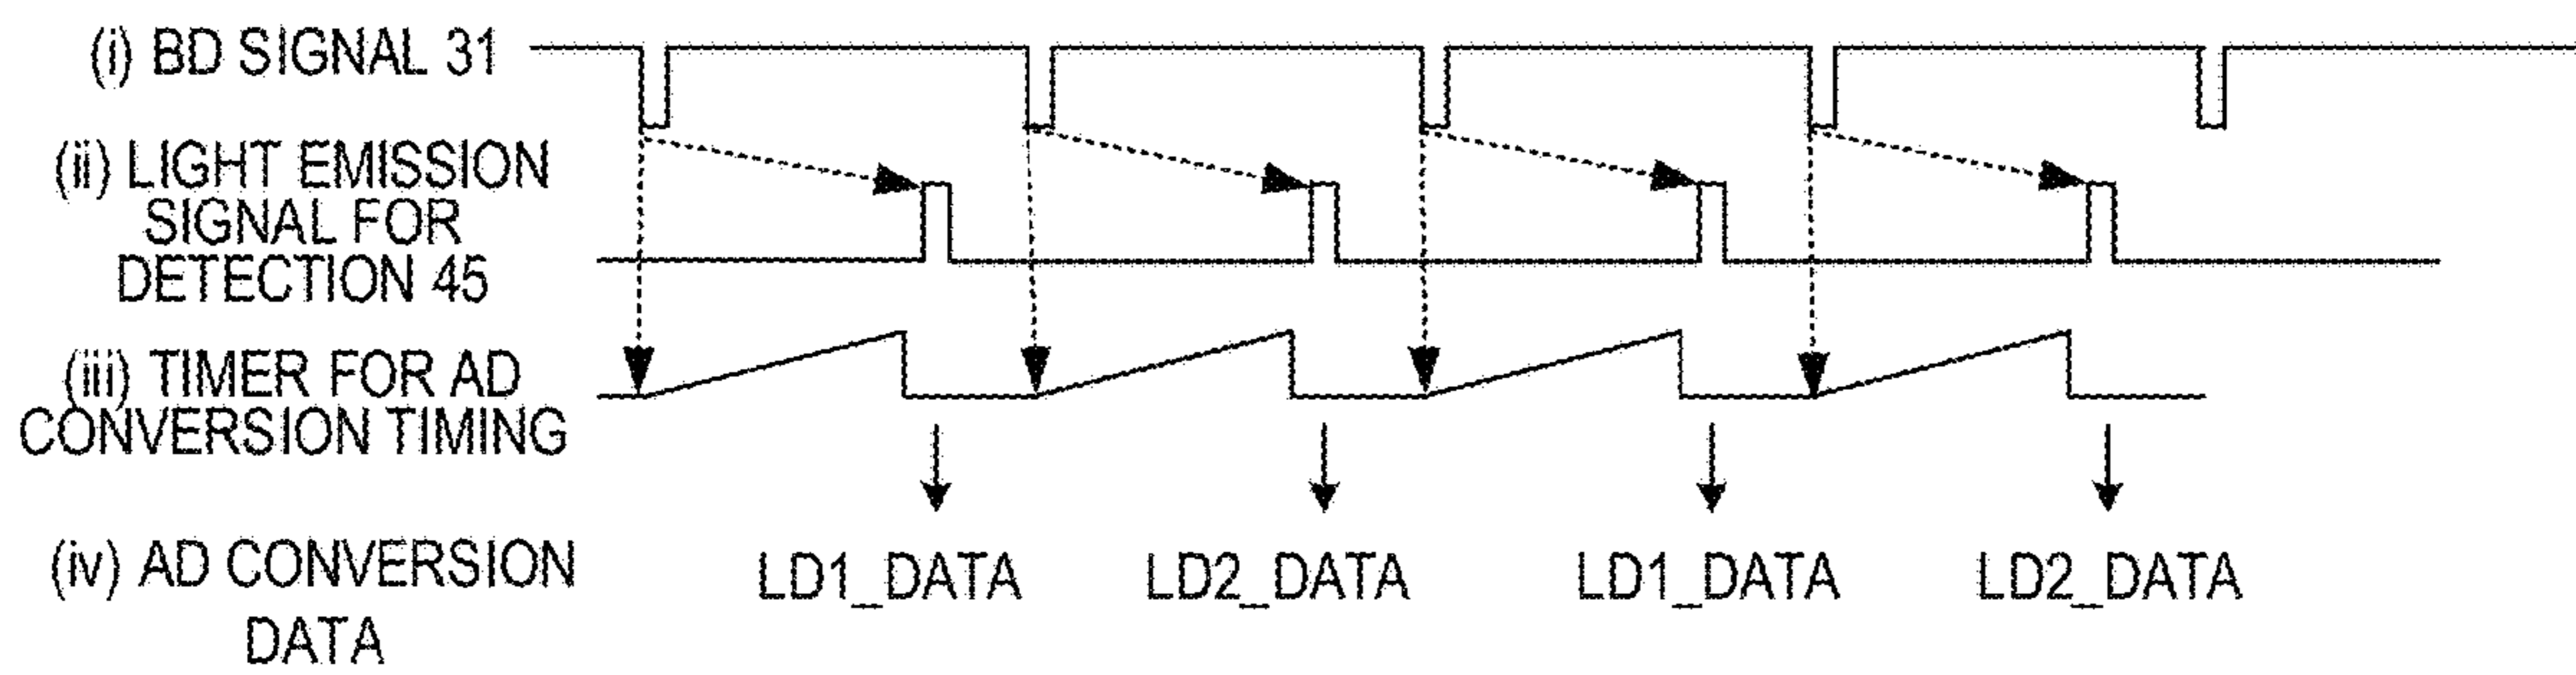 (i) BD SIGNAL 31
(ii) LIGHT EMISSION
SIGNAL FOR
DETECTION 45
(iii) TIMER FOR AD
CONVERSION TIMING
(iv) AD CONVERSION
DATA
LD1_DATA LD2_DATA LD1_DATA LD2_DATA